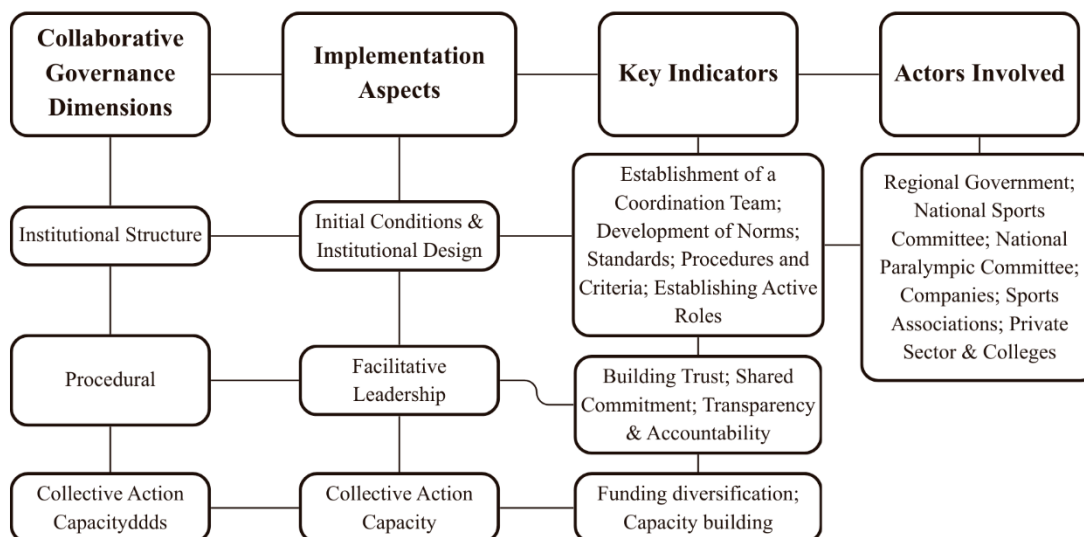 Collaborative
Governance
Dimensions
Implementation
Aspects
Key Indicators
Actors Involved
Institutional Structure
Initial Conditions &
Institutional Design
Establishment of a
Coordination Team;
Development of Norms;
Standards; Procedures and
Criteria; Establishing Active
Roles
Regional Government;
National Sports
Committee; National
Paralympic Committee;
Companies; Sports
Associations; Private
Sector & Colleges
Procedural
Facilitative
Leadership
Building Trust; Shared
Commitment; Transparency
& Accountability
Collective Action
Capacityddds
Collective Action
Capacity
Funding diversification;
Capacity building